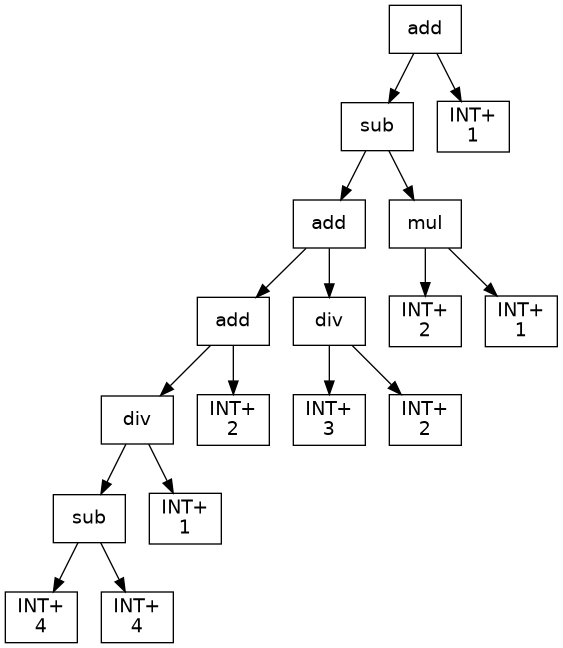 add
sub
INT+
1
add
mul
add
div
INT+
2
INT+
1
div
INT+
2
INT+
3
INT+
2
sub
INT+
1
INT+
4
INT+
4